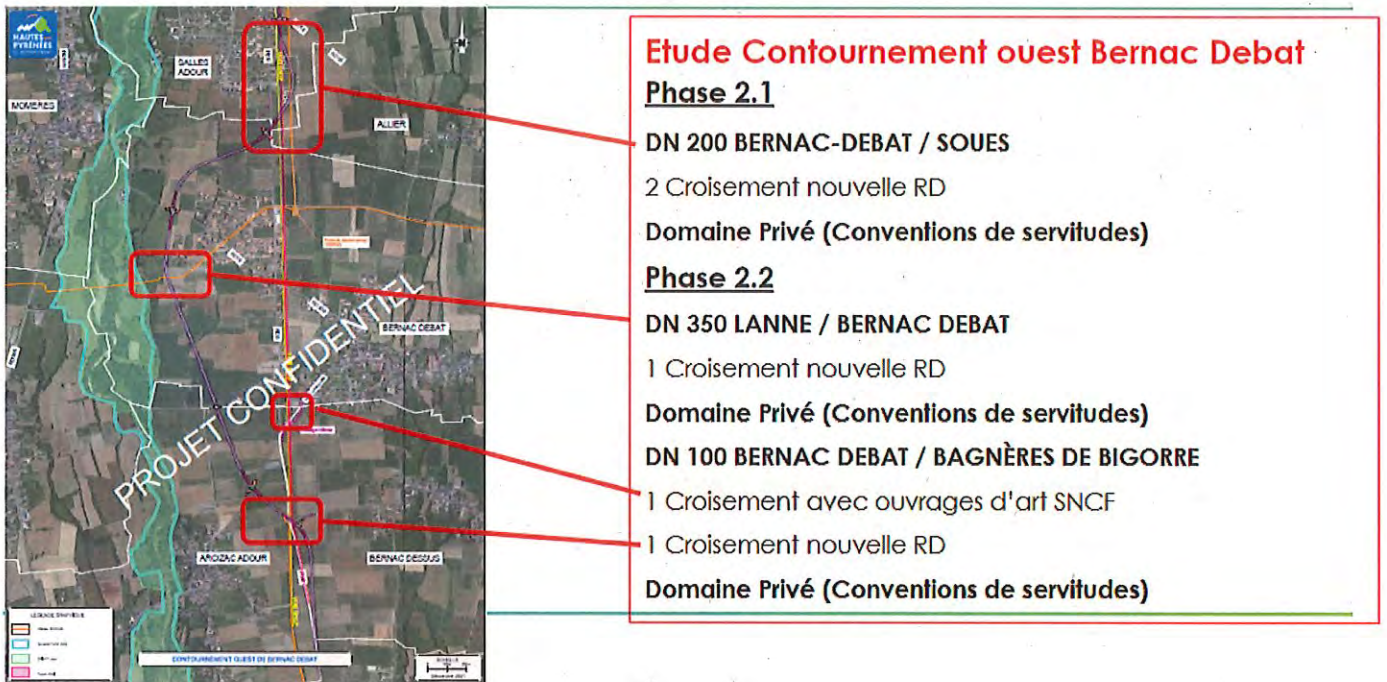 HAUTES
PYRÉNÉES
SALLES
ADOUR
MOMERES
ALLIER
BERNAC DEBAT
PROJET CONFIDENTIEL
ARCIZAC ADOUR
BERNAC DESSUS
CONTOURNEMENT OUEST DE BERNAC DEBAT
Etude Contournement ouest Bernac Debat
Phase 2.1
DN 200 BERNAC-DEBAT / SOUES
2 Croisement nouvelle RD
Domaine Privé (Conventions de servitudes)
Phase 2.2
DN 350 LANNE / BERNAC DEBAT
1 Croisement nouvelle RD
Domaine Privé (Conventions de servitudes)
DN 100 BERNAC DEBAT / BAGNÈRES DE BIGORRE
1 Croisement avec ouvrages d'art SNCF
1 Croisement nouvelle RD
Domaine Privé (Conventions de servitudes)